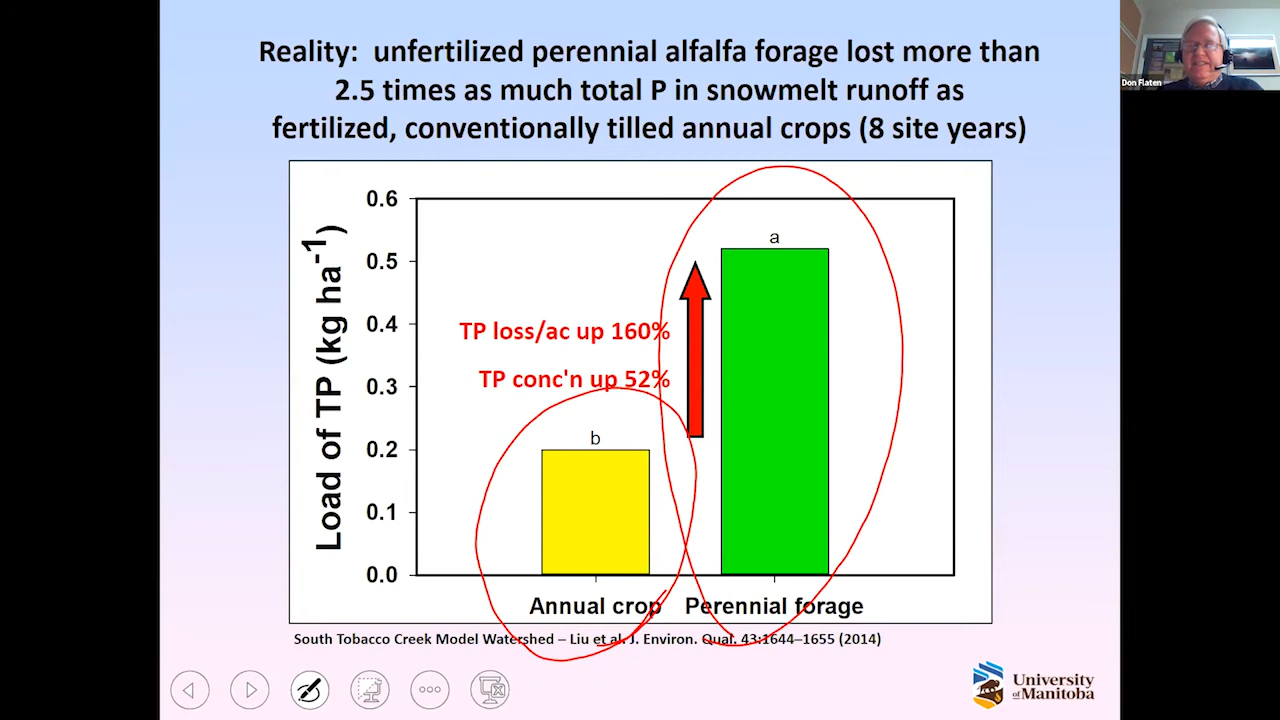 Reality: unfertilized perennial alfalfa forage lost more than
2.5 times as much total P in snowmelt runoff as
fertilized, conventionally tilled annual crops (8 site years)
Don Flaten
Load of TP (kg ha-1)
0.6
0.5
0.4
0.3
0.2
0.1
0.0
a
TP loss/ac up 160%
TP conc'n up 52%
b
Annual crop
Perennial forage
South Tobacco Creek Model Watershed – Liu et al. J. Environ. Qual. 43:1644–1655 (2014)
University
of Manitoba